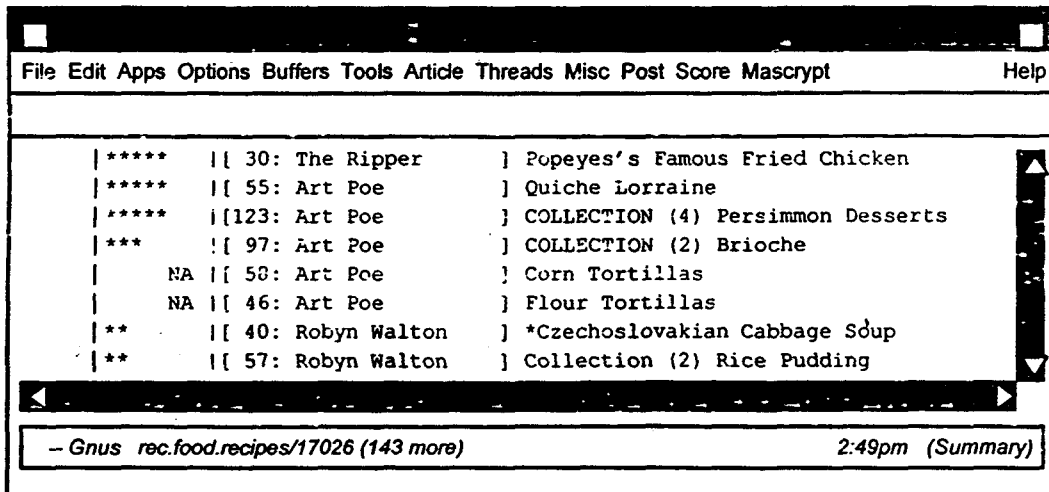 File Edit Apps Options Buffers Tools Article Threads Misc Post Score Mascrypt Help
|***** |[ 30: The Ripper ] Popeyes's Famous Fried Chicken
|***** |[ 55: Art Poe ] Quiche Lorraine
|***** |[123: Art Poe ] COLLECTION (4) Persimmon Desserts
|*** |[ 97: Art Poe ] COLLECTION (2) Brioche
| NA |[ 58: Art Poe ] Corn Tortillas
| NA |[ 46: Art Poe ] Flour Tortillas
|** |[ 40: Robyn Walton ] *Czechoslovakian Cabbage Soup
|** |[ 57: Robyn Walton ] Collection (2) Rice Pudding
-- Gnus rec.food.recipes/17026 (143 more) 2:49pm (Summary)